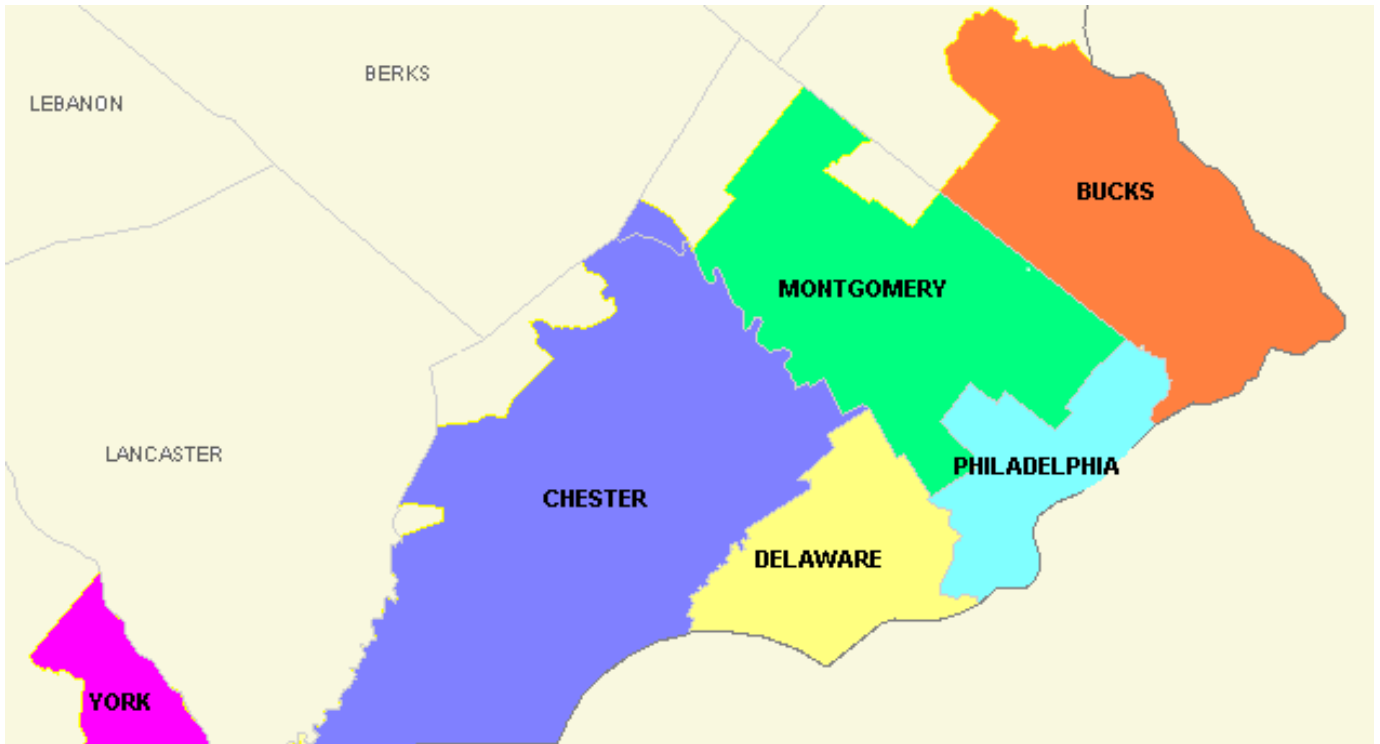 BERKS
LEBANON
BUCKS
MONTGOMERY
LANCASTER
PHILADELPHIA
CHESTER
DELAWARE
YORK